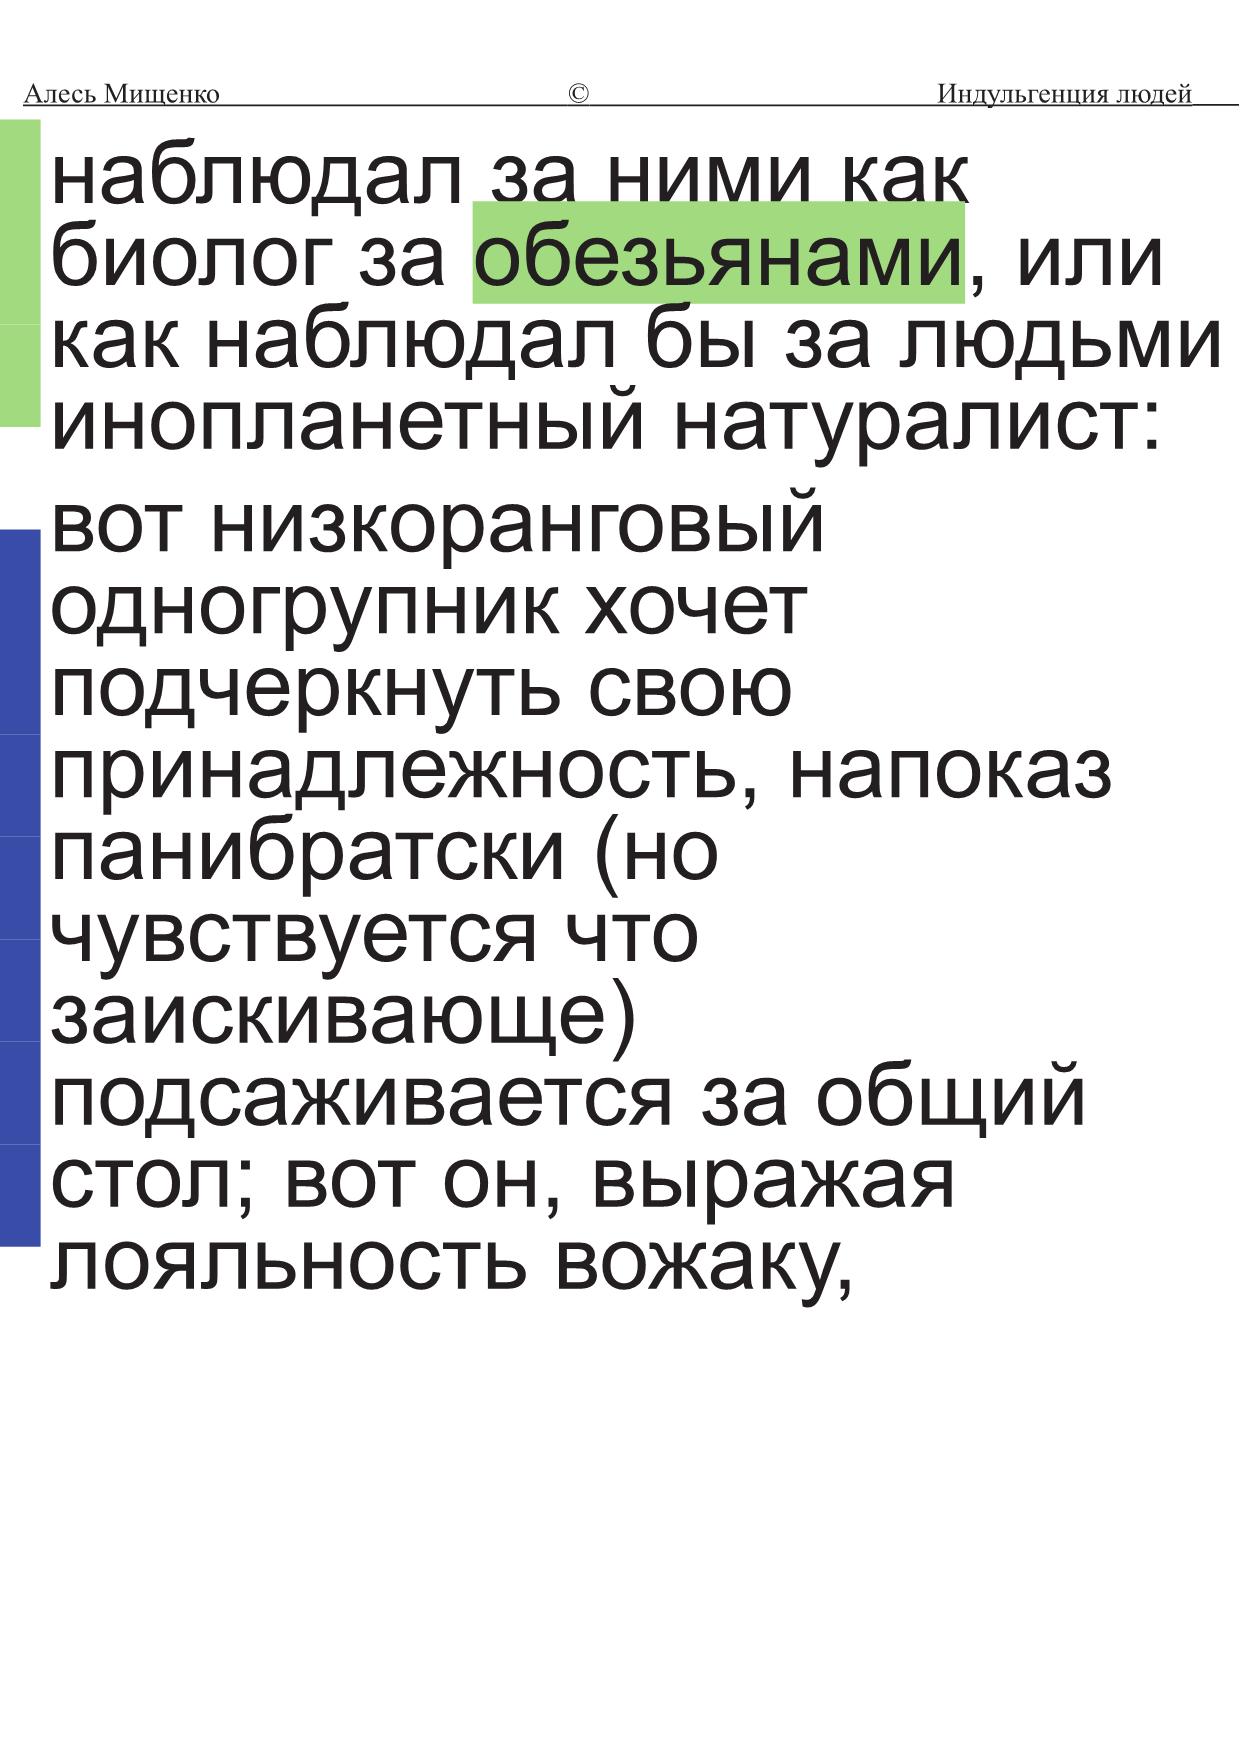 Алесь Мищенко © Индульгенция людей
наблюдал за ними как
биолог за обезьянами, или
как наблюдал бы за людьми
инопланетный натуралист:
вот низкоранговый
одногрупник хочет
подчеркнуть свою
принадлежность, напоказ
панибратски (но
чувствуется что
заискивающе)
подсаживается за общий
стол; вот он, выражая
лояльность вожаку,